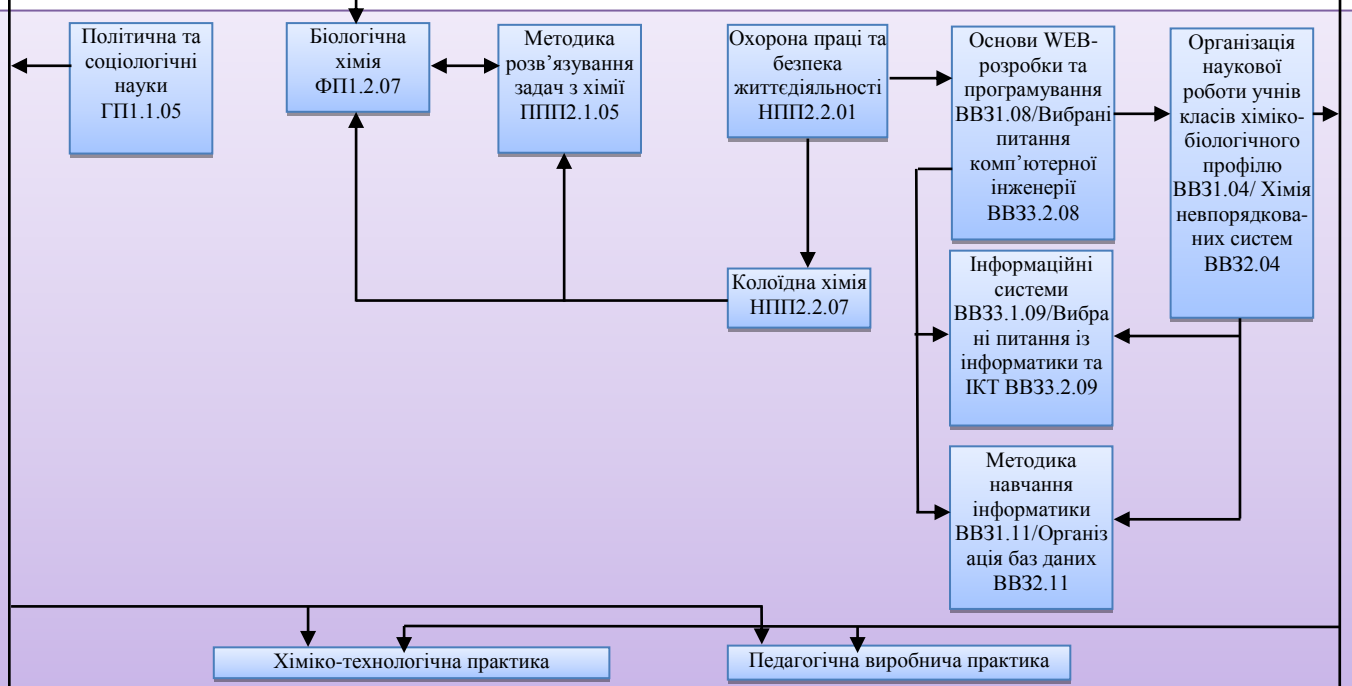 Політична та
соціологічні
науки
ГП1.1.05
Біологічна
хімія
ФП1.2.07
Методика
розв’язування
задач з хімії
ППП2.1.05
Охорона праці та
безпека
життєдіяльності
НПП2.2.01
Основи WEB-
розробки та
програмування
ВВЗ1.08/Вибрані
питання
комп’ютерної
інженерії
ВВЗ3.2.08
Організація
наукової
роботи учнів
класів хіміко-
біологічного
профілю
ВВЗ1.04/ Хімія
невпорядкова-
них систем
ВВЗ2.04
Колоїдна хімія
НПП2.2.07
Інформаційні
системи
ВВЗ3.1.09/Вибра
ні питання із
інформатики та
ІКТ ВВЗ3.2.09
Методика
навчання
інформатики
ВВЗ1.11/Організ
ація баз даних
ВВЗ2.11
Хіміко-технологічна практика
Педагогічна виробнича практика